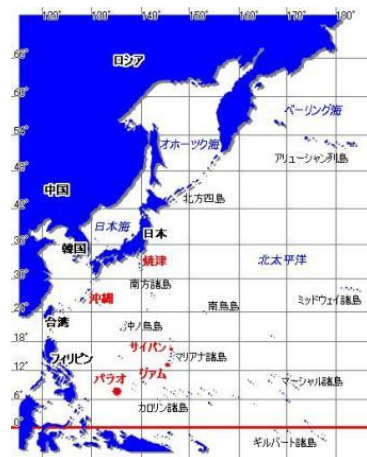 120° 130° 140° 150° 160° 170° 180°
60°
ロシア
60°
ベーリング海
54°
オホーツク海
アリューシャン列島
48°
中国
北方四島
42°
日本海
日本
36°
韓国
焼津
北太平洋
30°
南方諸島
沖縄
ミッドウェイ諸島
南鳥島
24°
台湾
沖ノ鳥島
18°
サイパン
マリアナ諸島
フィリピン
12°
グァム
パラオ
マーシャル諸島
6°
カロリン諸島
0°
ギルバート諸島